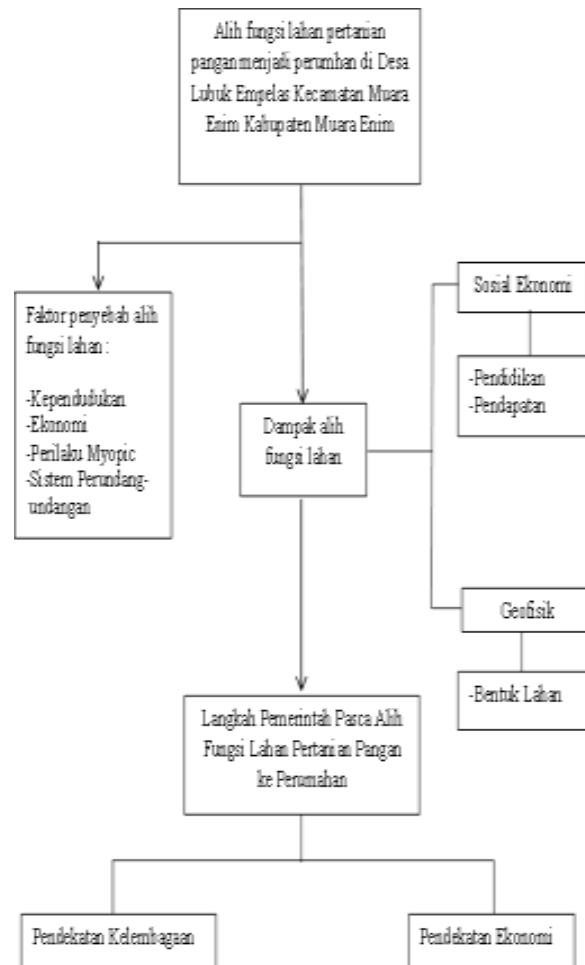 Alih fungsi lahan pertanian
pangan menjadi perumhan di Desa
Lubuk Empelas Kecamatan Muara
Enim Kabupaten Muara Enim
Faktor penyebab alih
fungsi lahan :
-Kependudukan
-Ekonomi
-Perilaku Myopic
-Sistem Perundang-
undangan
Dampak alih
fungsi lahan
Sosial Ekonomi
-Pendidikan
-Pendapatan
Geofisik
-Bentuk Lahan
Langkah Pemerintah Pasca Alih
Fungsi Lahan Pertanian Pangan
ke Perumahan
Pendekatan Kelembagaan
Pendekatan Ekonomi